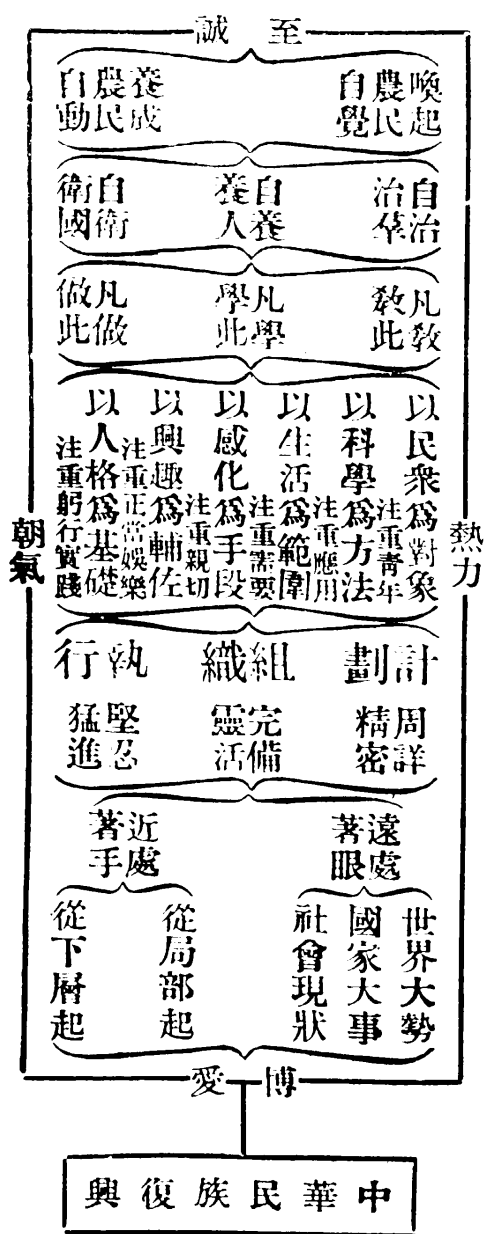 至誠
喚起農民自覺
養成農民自動
自治治羣
自養養人
自衛衛國
凡教教此
凡學學此
凡做做此
以民衆為對象
注重青年
以科學為方法
注重應用
以生活為範圍
注重需要
以感化為手段
注重親切
以興趣為輔佐
注重正當娛樂
以人格為基礎
注重躬行實踐
熱力
朝氣
計劃
組織
執行
周詳精密
完備靈活
堅忍猛進
遠處著眼
近處著手
世界大勢
國家大事
社會現狀
從局部起
從下層起
博愛
中華民族復興